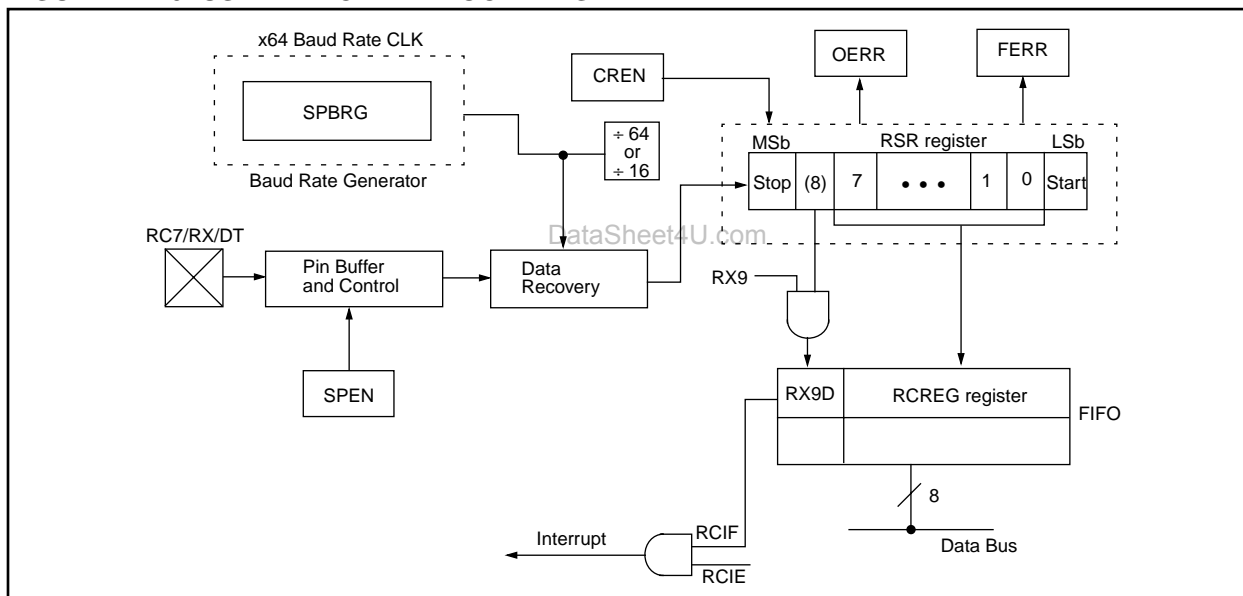 x64 Baud Rate CLK
SPBRG
Baud Rate Generator
CREN
OERR
FERR
÷ 64
or
÷ 16
MSb
RSR register
LSb
Stop
(8)
7
• • •
1
0
Start
DataSheet4U.com
RC7/RX/DT
Pin Buffer
and Control
Data
Recovery
RX9
SPEN
RX9D
RCREG register
FIFO
8
Data Bus
Interrupt
RCIF
RCIE